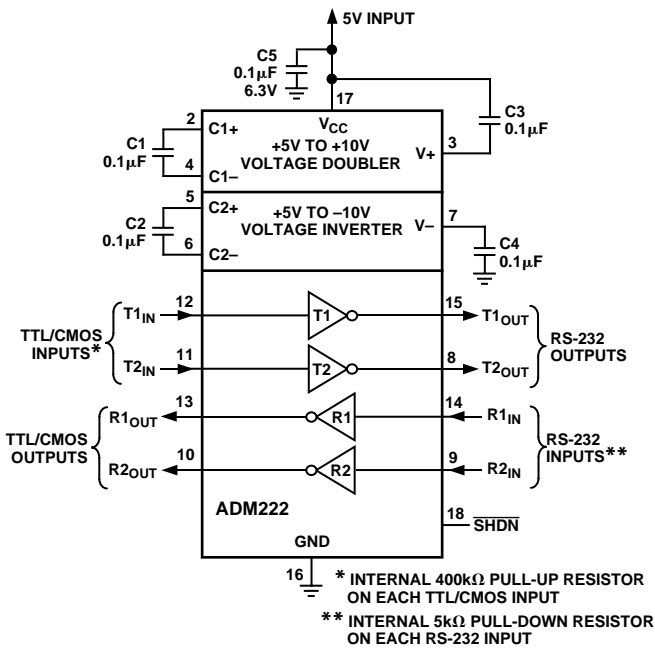 5V INPUT
C5
0.1µF
6.3V
17
C3
0.1µF
2
C1+
VCC
C1
0.1µF
+5V TO +10V
VOLTAGE DOUBLER
V+
3
4
C1–
5
C2+
+5V TO –10V
VOLTAGE INVERTER
V–
7
C2
0.1µF
6
C2–
C4
0.1µF
TTL/CMOS
INPUTS*
T1IN
12
T1
15
T1OUT
RS-232
OUTPUTS
T2IN
11
T2
8
T2OUT
TTL/CMOS
OUTPUTS
R1OUT
13
R1
14
R1IN
RS-232
INPUTS**
R2OUT
10
R2
9
R2IN
ADM222
18
SHDN
GND
16
* INTERNAL 400kΩ PULL-UP RESISTOR
ON EACH TTL/CMOS INPUT
** INTERNAL 5kΩ PULL-DOWN RESISTOR
ON EACH RS-232 INPUT